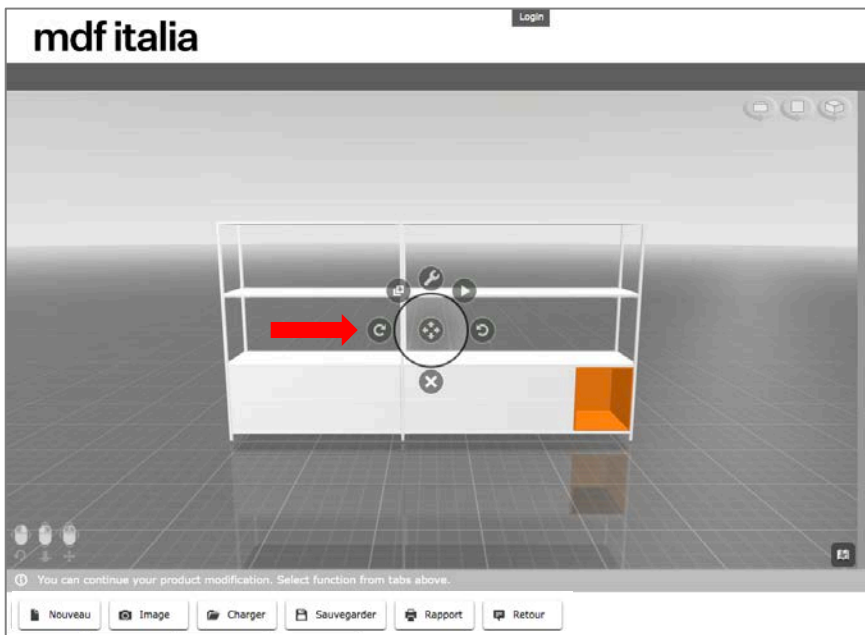 Login
mdf italia
You can continue your product modification. Select function from tabs above.
Nouveau Image Charger Sauvegarder Rapport Retour